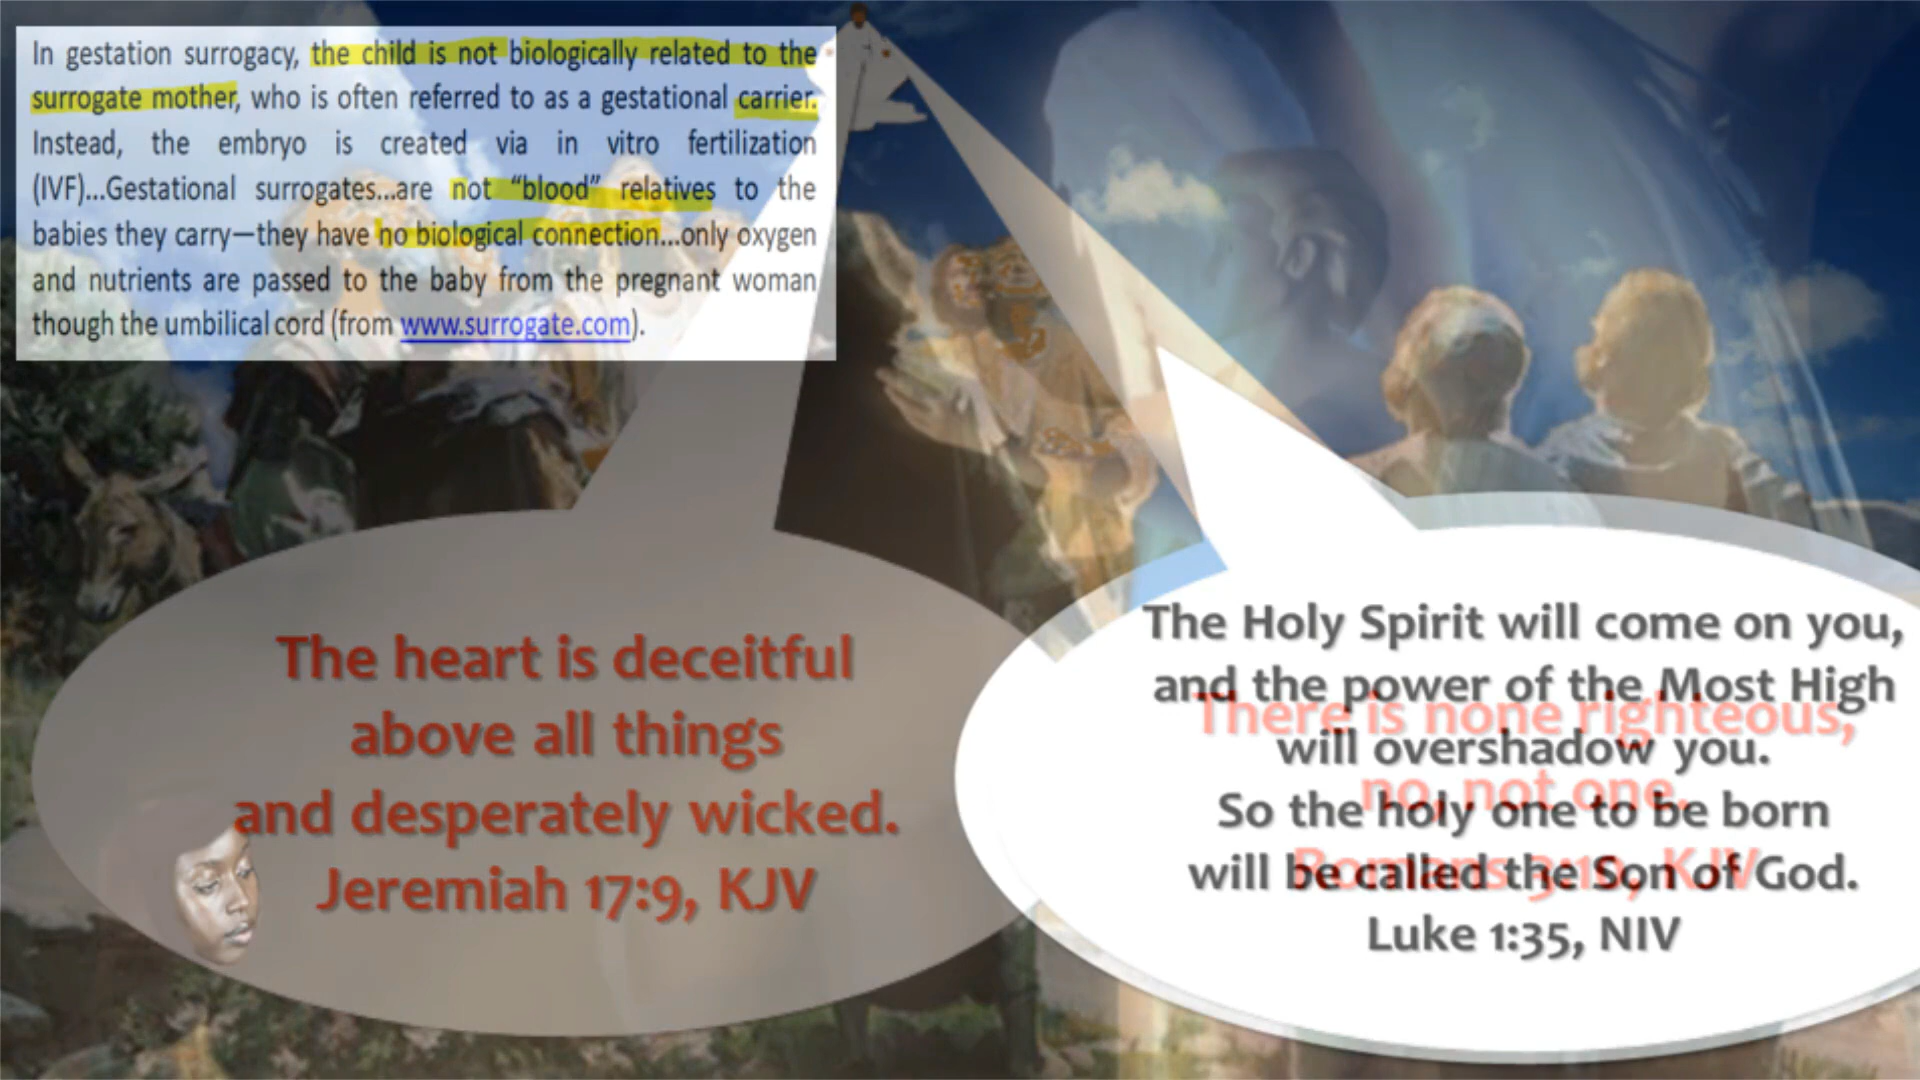 In gestation surrogacy, the child is not biologically related to the
surrogate mother, who is often referred to as a gestational carrier.
Instead, the embryo is created via in vitro fertilization
(IVF)...Gestational surrogates...are not “blood” relatives to the
babies they carry—they have no biological connection...only oxygen
and nutrients are passed to the baby from the pregnant woman
though the umbilical cord (from www.surrogate.com).
The heart is deceitful
above all things
and desperately wicked.
Jeremiah 17:9, KJV
The Holy Spirit will come on you,
and the power of the Most High
will overshadow you.
So the holy one to be born
will be called the Son of God.
Luke 1:35, NIV
There is none righteous,
no, not one.
Romans 3:10, KJV